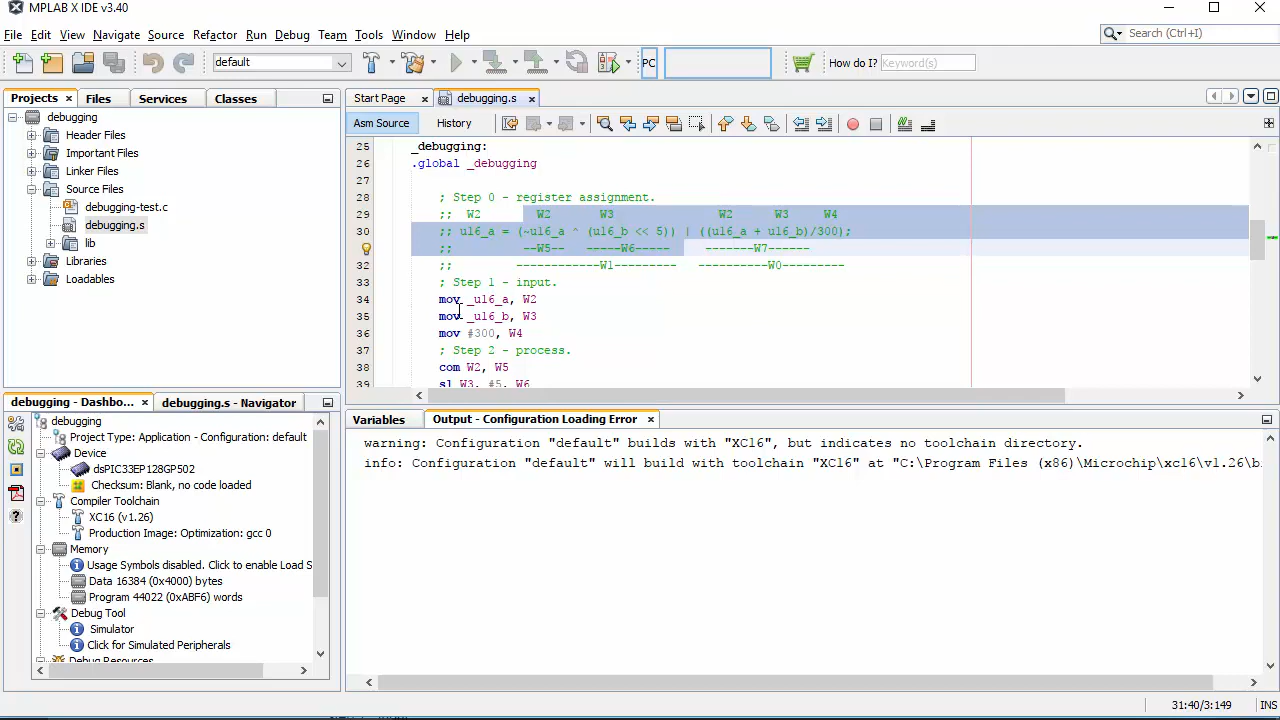 MPLAB X IDE v3.40
File Edit View Navigate Source Refactor Run Debug Team Tools Window Help
Search (Ctrl+I)
default
PC
How do I?
Keyword(s)
Projects
Files
Services
Classes
debugging
Header Files
Important Files
Linker Files
Source Files
debugging-test.c
debugging.s
lib
Libraries
Loadables
Start Page
debugging.s
Asm Source
History
25 _debugging:
26 .global _debugging
27
28 ; Step 0 - register assignment.
29 ;; W2 W2 W3 W2 W3 W4
30 ;; u16_a = (~u16_a ^ (u16_b << 5)) | ((u16_a + u16_b)/300);
;; --W5-- -----W6----- -------W7------
32 ;; ------------W1--------- ----------W0---------
33 ; Step 1 - input.
34 mov _u16_a, W2
35 mov _u16_b, W3
36 mov #300, W4
37 ; Step 2 - process.
38 com W2, W5
39 sl W3, #5, W6
debugging - Dashbo...
debugging.s - Navigator
debugging
Project Type: Application - Configuration: default
Device
dsPIC33EP128GP502
Checksum: Blank, no code loaded
Compiler Toolchain
XC16 (v1.26)
Production Image: Optimization: gcc 0
Memory
Usage Symbols disabled. Click to enable Load S
Data 16384 (0x4000) bytes
Program 44022 (0xABF6) words
Debug Tool
Simulator
Click for Simulated Peripherals
Debug Resources
Variables
Output - Configuration Loading Error
warning: Configuration "default" builds with "XC16", but indicates no toolchain directory.
info: Configuration "default" will build with toolchain "XC16" at "C:\Program Files (x86)\Microchip\xc16\v1.26\bi
31:40/3:149
INS